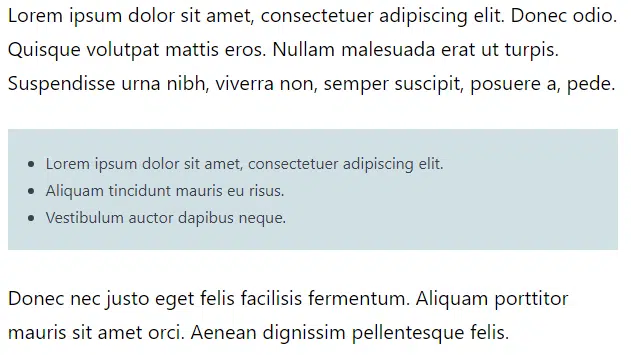 Lorem ipsum dolor sit amet, consectetuer adipiscing elit. Donec odio.
Quisque volutpat mattis eros. Nullam malesuada erat ut turpis.
Suspendisse urna nibh, viverra non, semper suscipit, posuere a, pede.
• Lorem ipsum dolor sit amet, consectetuer adipiscing elit.
• Aliquam tincidunt mauris eu risus.
• Vestibulum auctor dapibus neque.
Donec nec justo eget felis facilisis fermentum. Aliquam porttitor
mauris sit amet orci. Aenean dignissim pellentesque felis.